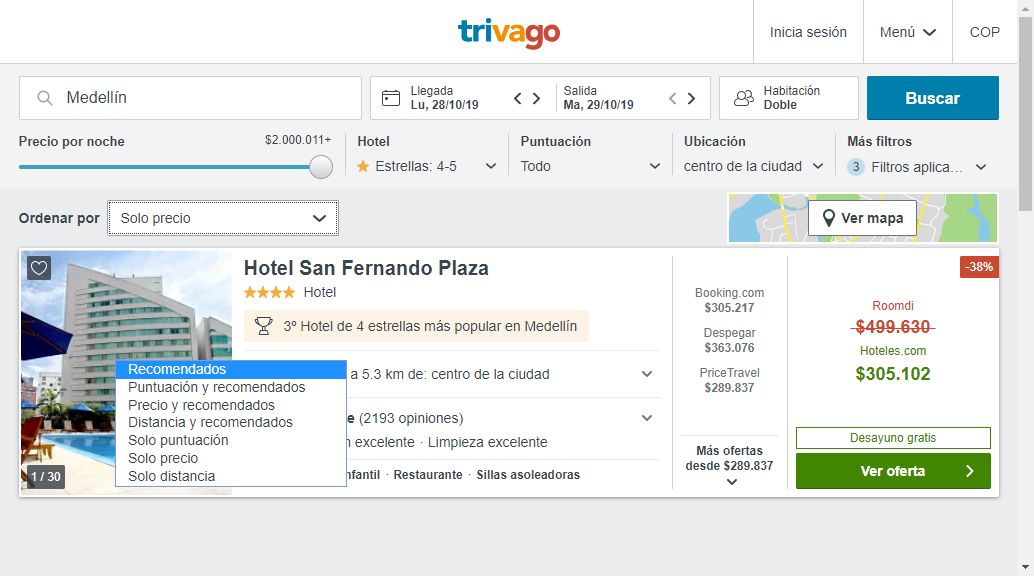 trivago
Inicia sesión
Menú
COP
Medellín
Llegada
Lu, 28/10/19
Salida
Ma, 29/10/19
Habitación
Doble
Buscar
Precio por noche
$2.000.011+
Hotel
Estrellas: 4-5
Puntuación
Todo
Ubicación
centro de la ciudad
Más filtros
3 Filtros aplica...
Ordenar por
Solo precio
Ver mapa
Hotel San Fernando Plaza
Hotel
3º Hotel de 4 estrellas más popular en Medellín
a 5.3 km de: centro de la ciudad
(2193 opiniones)
excelente · Limpieza excelente
· Restaurante · Sillas asoleadoras
1 / 30
Recomendados
Puntuación y recomendados
Precio y recomendados
Distancia y recomendados
Solo puntuación
Solo precio
Solo distancia
Booking.com
$305.217
Despegar
$363.076
PriceTravel
$289.837
Más ofertas
desde $289.837
-38%
Roomdi
$499.630
Hoteles.com
$305.102
Desayuno gratis
Ver oferta